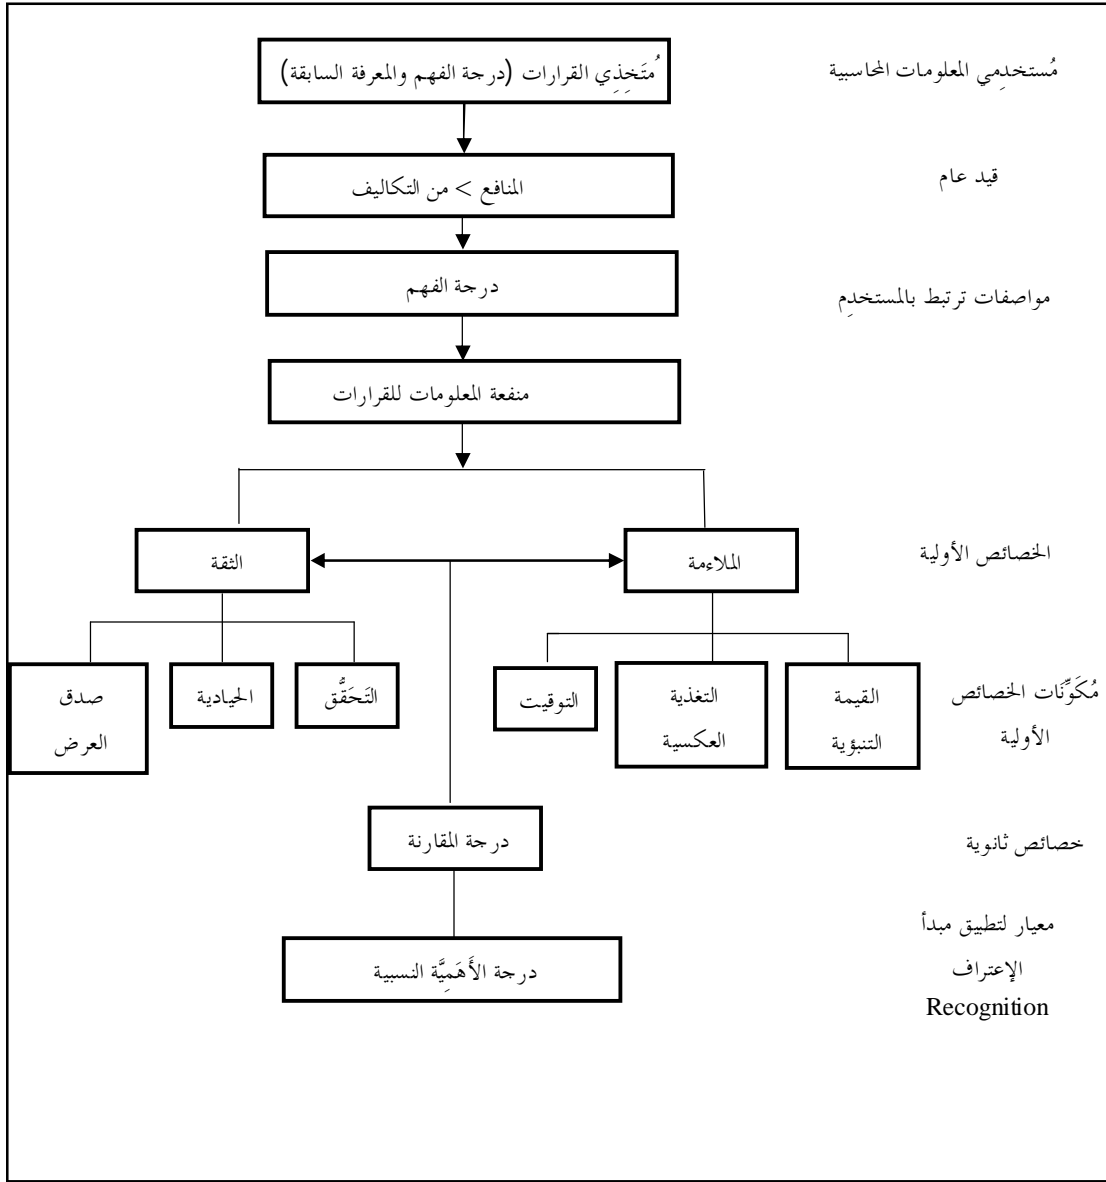 مُستخدِمي المعلومات المحاسبية
مُتَخِذِي القرارات (درجة الفهم والمعرفة السابقة)
قيد عام
المنافع > من التكاليف
مواصفات ترتبط بالمستخدِم
درجة الفهم
منفعة المعلومات للقرارات
الخصائص الأولية
الملاءمة
الثقة
مُكَوِّنَات الخصائص
الأولية
القيمة
التنبؤية
التغذية
العكسية
التوقيت
التَحَقُّق
الحيادية
صدق
العرض
خصائص ثانوية
درجة المقارنة
معيار لتطبيق مبدأ
الإعتراف
Recognition
درجة الأَهَمِيَّة النسبية